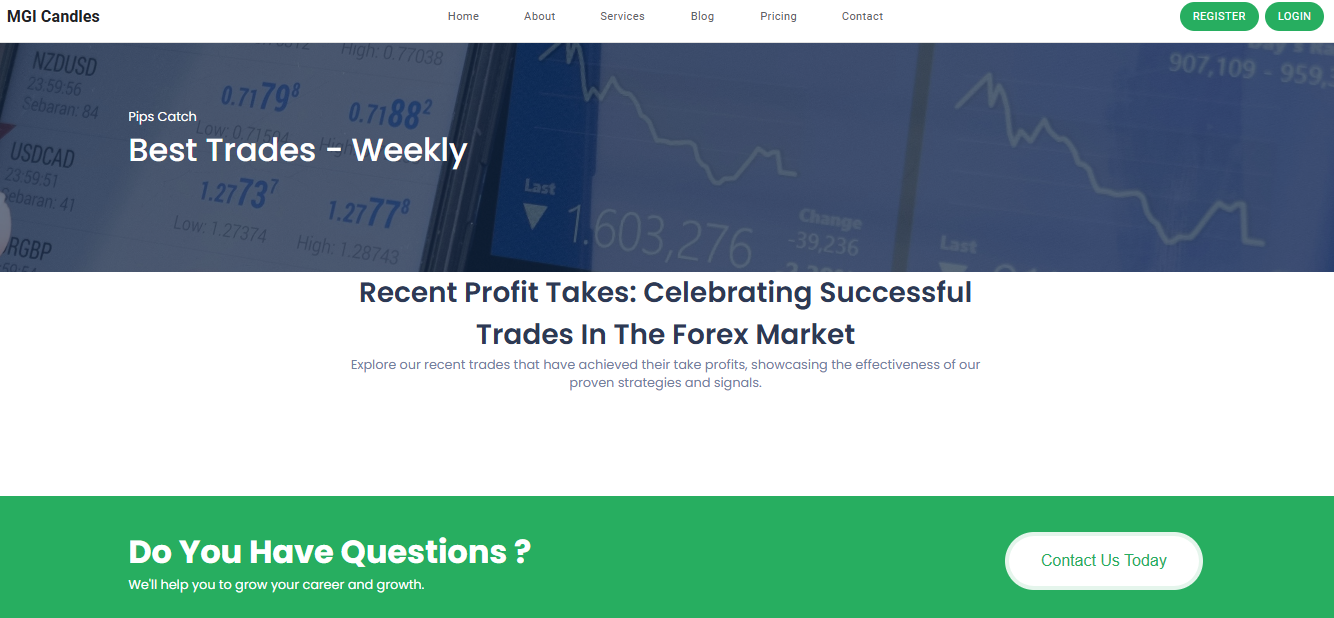 MGI Candles
Home About Services Blog Pricing Contact
REGISTER LOGIN
High: 0.77038
NZDUSD
23:59:56
Sebaran: 84
0.71798
0.71882
Low: 0.71504
907,109 - 959,
Pips Catch
Best Trades - Weekly
USDCAD
23:59:51
Sebaran: 41
1.27737
1.27778
Low: 1.27374
High: 1.28743
RGBP
Last
1.603,276
Change
-39,236
Last
Recent Profit Takes: Celebrating Successful
Trades In The Forex Market
Explore our recent trades that have achieved their take profits, showcasing the effectiveness of our
proven strategies and signals.
Do You Have Questions ?
We'll help you to grow your career and growth.
Contact Us Today